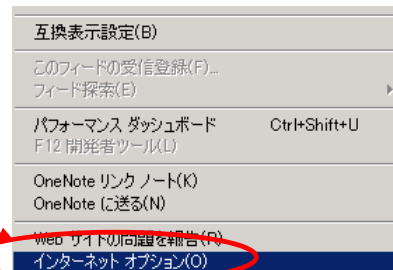 互換表示設定(B)
このフィードの受信登録(F)...
フィード探索(E)
パフォーマンス ダッシュボード Ctrl+Shift+U
F12 開発者ツール(L)
OneNote リンク ノート(K)
OneNote に送る(N)
Web サイトの問題を報告(R)
インターネット オプション(O)